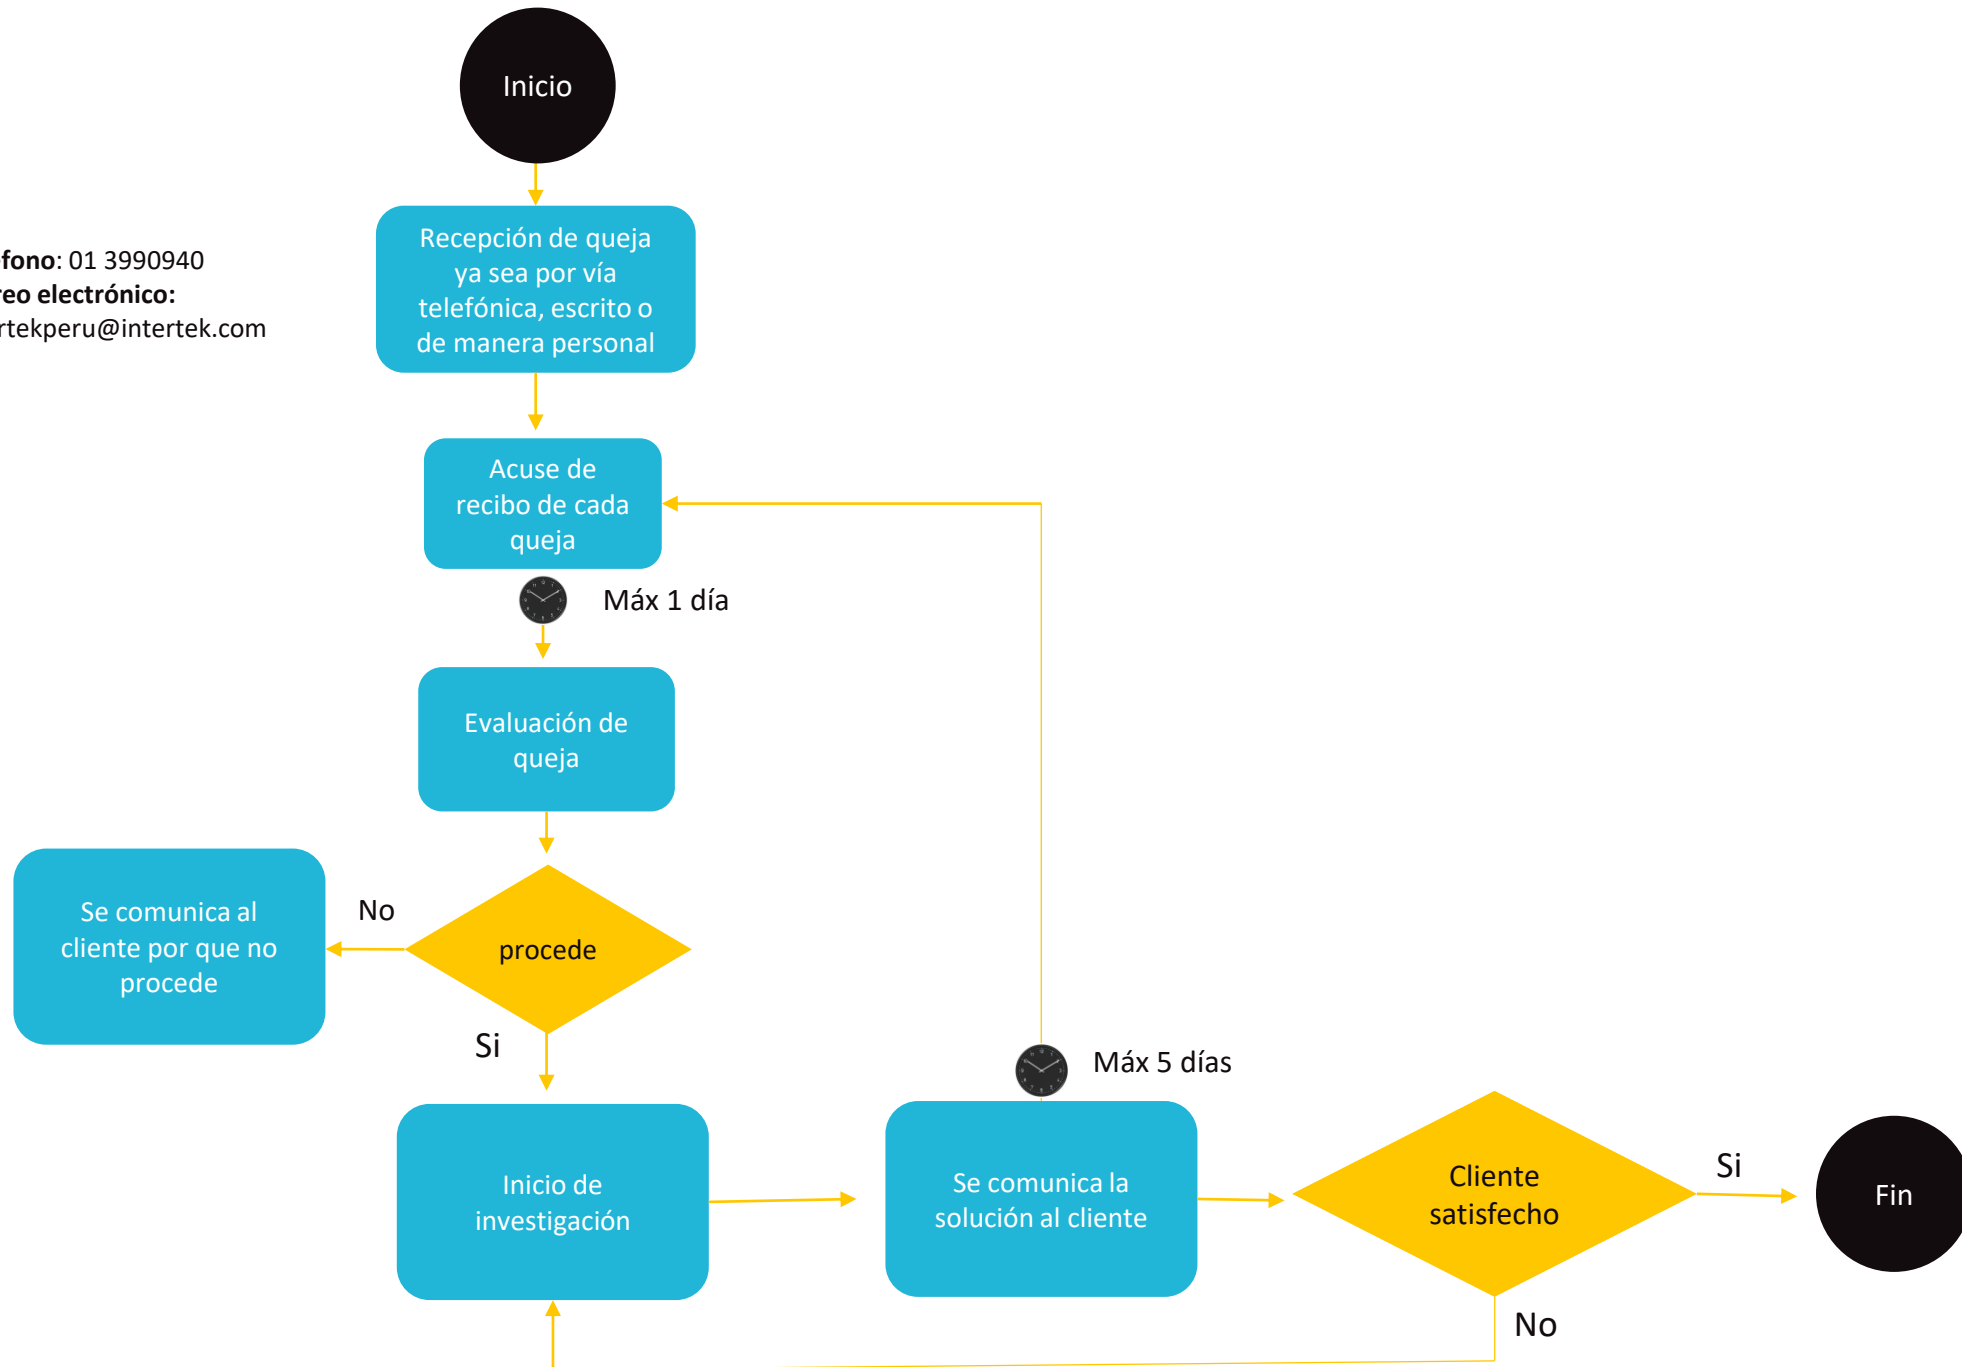 Inicio
Recepción de queja
ya sea por vía
telefónica, escrito o
de manera personal
fono: 01 3990940
reo electrónico:
rtekperu@intertek.com
Acuse de
recibo de cada
queja
Máx 1 día
Evaluación de
queja
Se comunica al
cliente por que no
procede
No
procede
Si
Máx 5 días
Inicio de
investigación
Se comunica la
solución al cliente
Cliente
satisfecho
Si
Fin
No